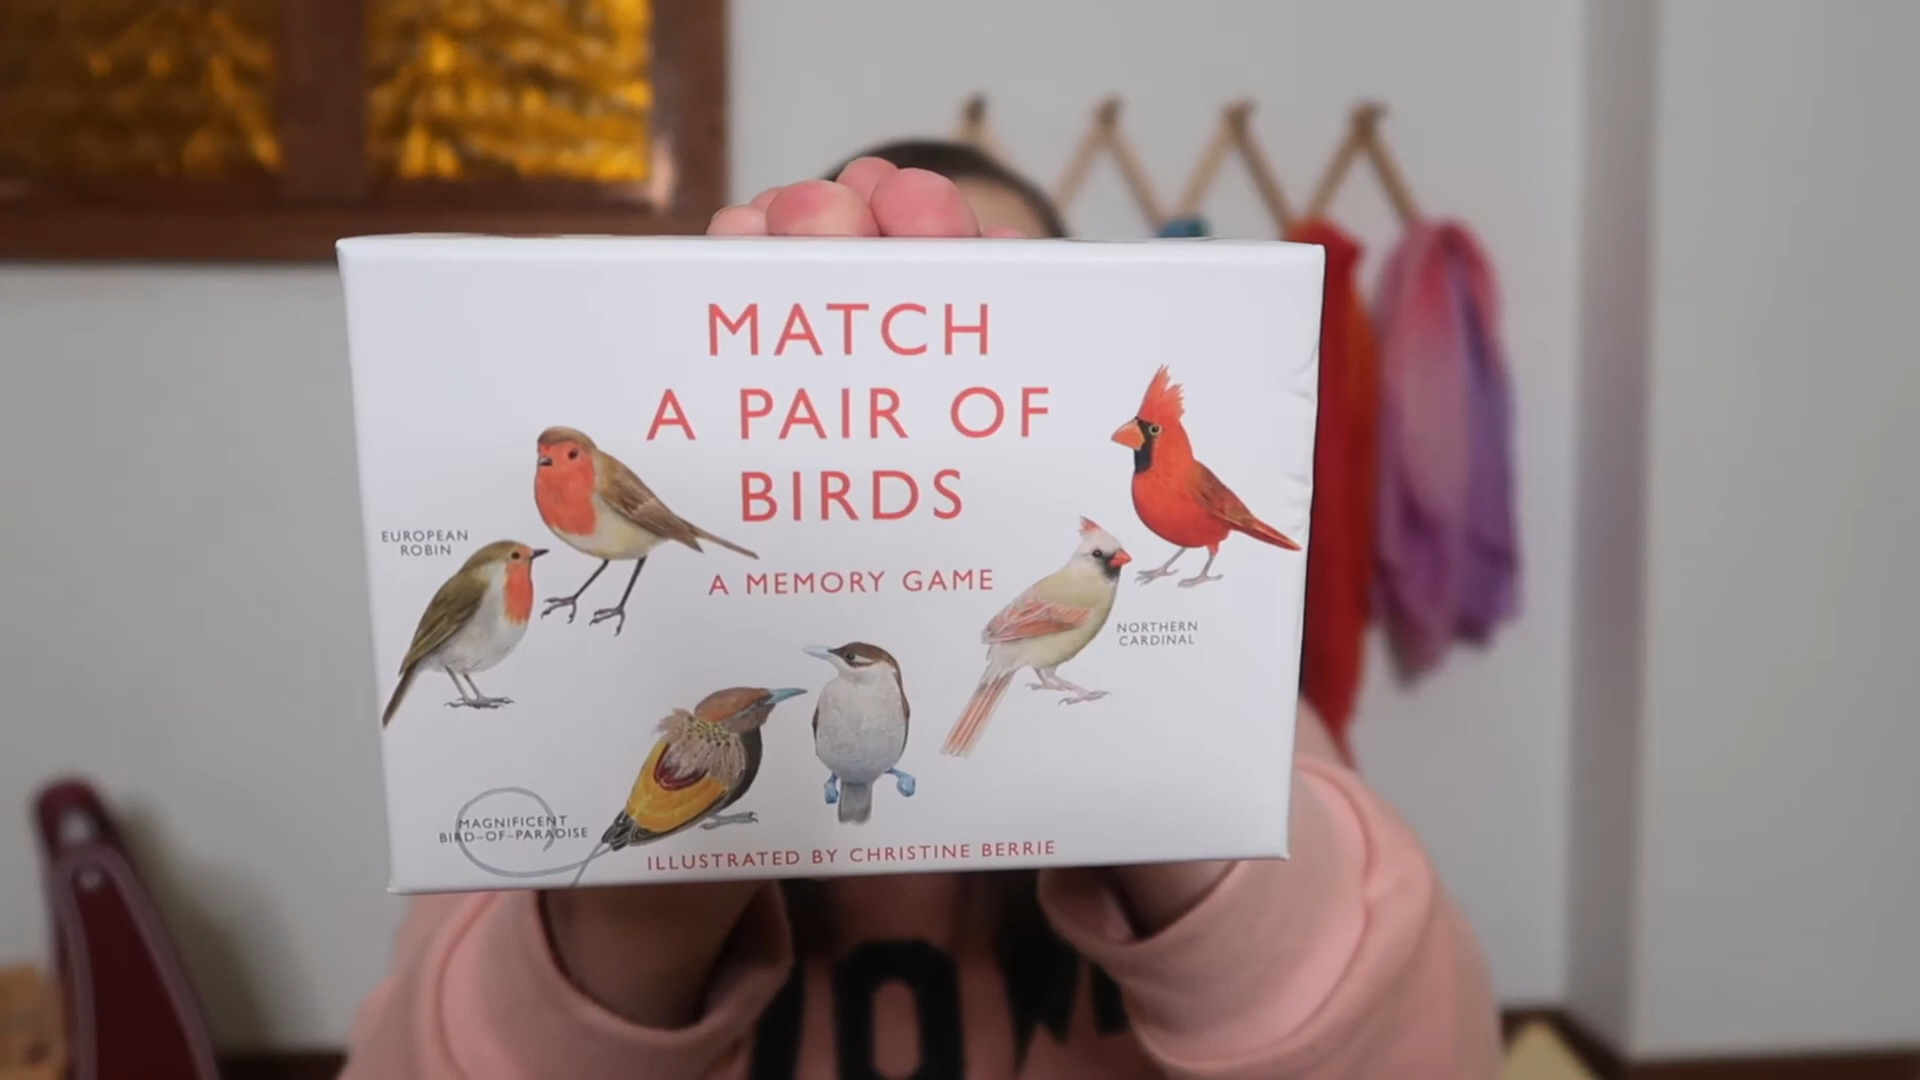 MATCH
A PAIR OF
BIRDS
A MEMORY GAME
EUROPEAN
ROBIN
NORTHERN
CARDINAL
MAGNIFICENT
BIRD-OF-PARADISE
ILLUSTRATED BY CHRISTINE BERRIE